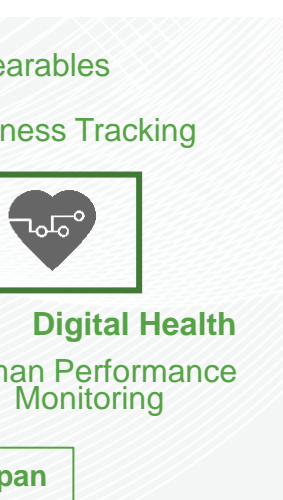 earables
ness Tracking
Digital Health
nan Performance
Monitoring
pan